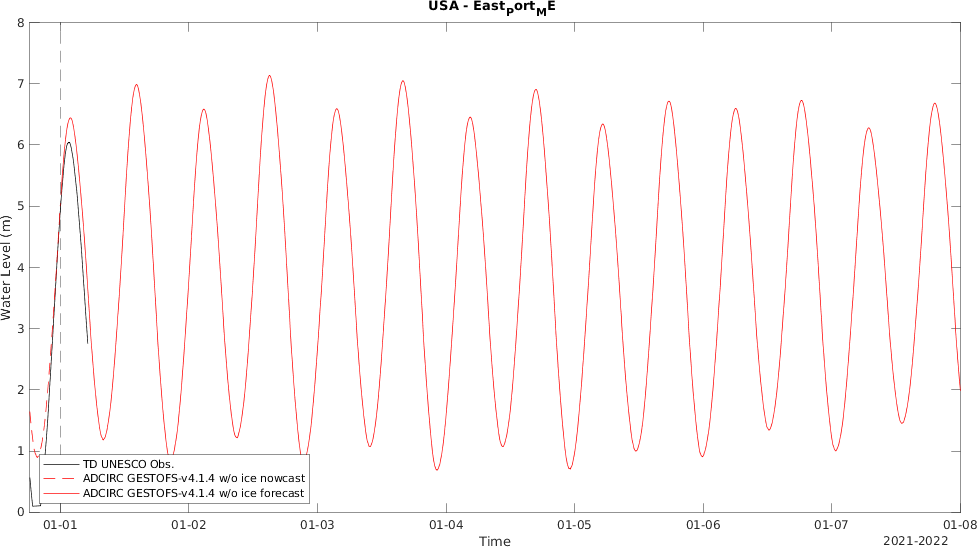 USA - EastPortME
8
7
6
5
4
3
2
1
0
Water Level (m)
TD UNESCO Obs.
ADCIRC GESTOFS-v4.1.4 w/o ice nowcast
ADCIRC GESTOFS-v4.1.4 w/o ice forecast
01-01 01-02 01-03 01-04 01-05 01-06 01-07 01-08
Time
2021-2022